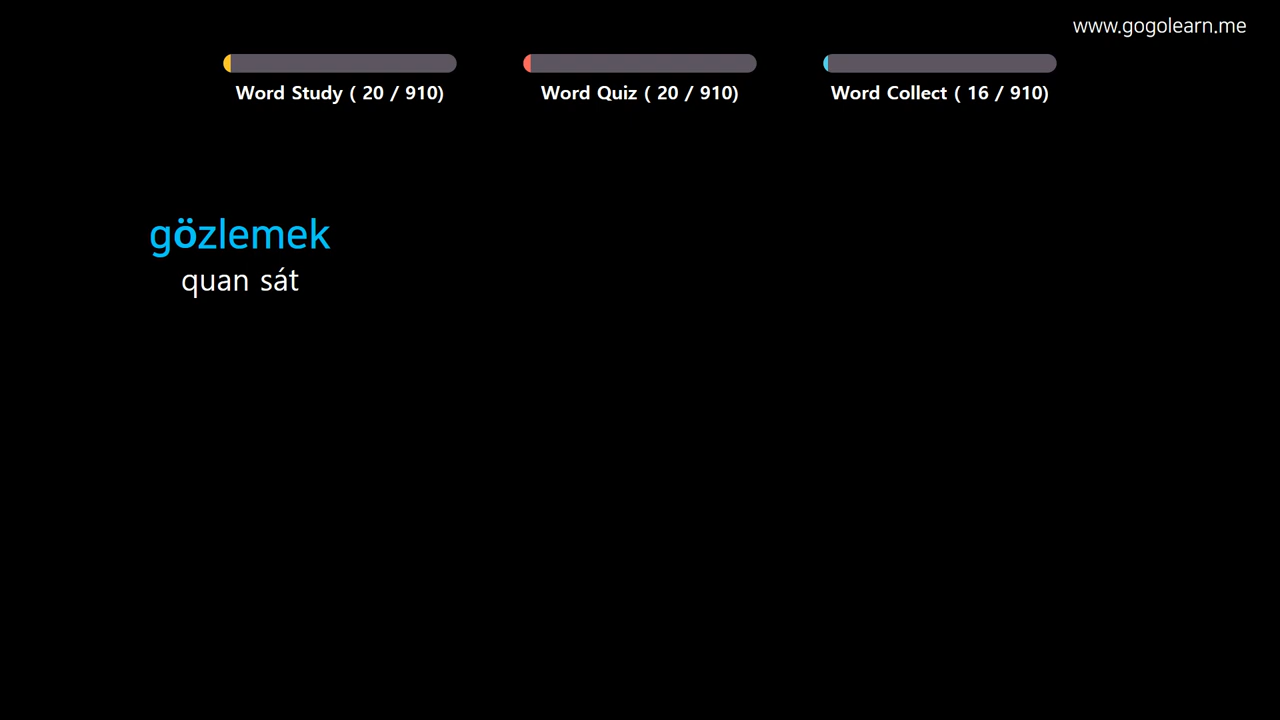 www.gogolearn.me
Word Study ( 20 / 910)
Word Quiz ( 20 / 910)
Word Collect ( 16 / 910)
gözlemek
quan sát